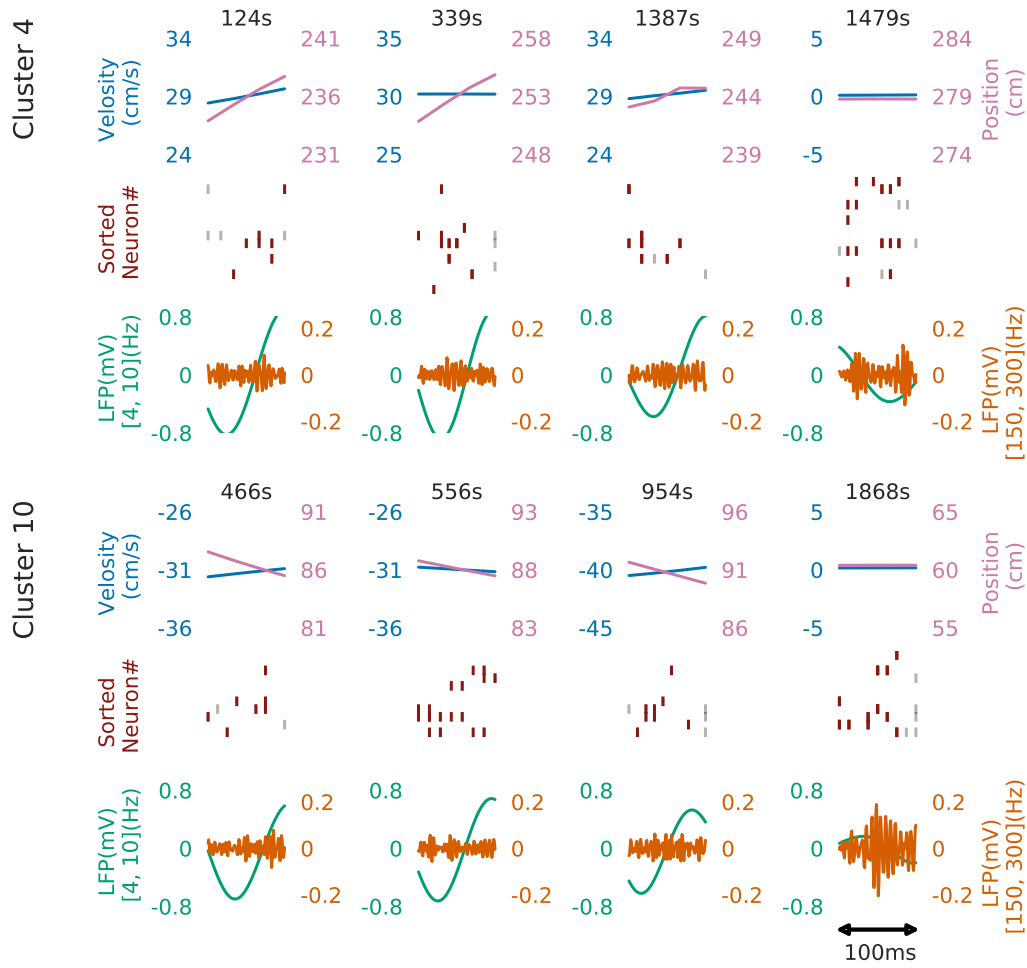 Cluster 4
124s 339s 1387s 1479s
34 241 35 258 34 249 5 284
Velosity
(cm/s)
29 236 30 253 29 244 0 279
Position
(cm)
24 231 25 248 24 239 -5 274
Sorted
Neuron#
0.8 0.8 0.8 0.8
0.2 0.2 0.2 0.2
LFP(mV)
[4, 10](Hz)
0 0 0 0 0 0 0 0
LFP(mV)
[150, 300](Hz)
-0.2 -0.2 -0.2 -0.2
-0.8 -0.8 -0.8 -0.8
Cluster 10
466s 556s 954s 1868s
-26 91 -26 93 -35 96 5 65
Velosity
(cm/s)
-31 86 -31 88 -40 91 0 60
Position
(cm)
-36 81 -36 83 -45 86 -5 55
Sorted
Neuron#
0.8 0.8 0.8 0.8
0.2 0.2 0.2 0.2
LFP(mV)
[4, 10](Hz)
0 0 0 0 0 0 0 0
LFP(mV)
[150, 300](Hz)
-0.2 -0.2 -0.2 -0.2
-0.8 -0.8 -0.8 -0.8
100ms